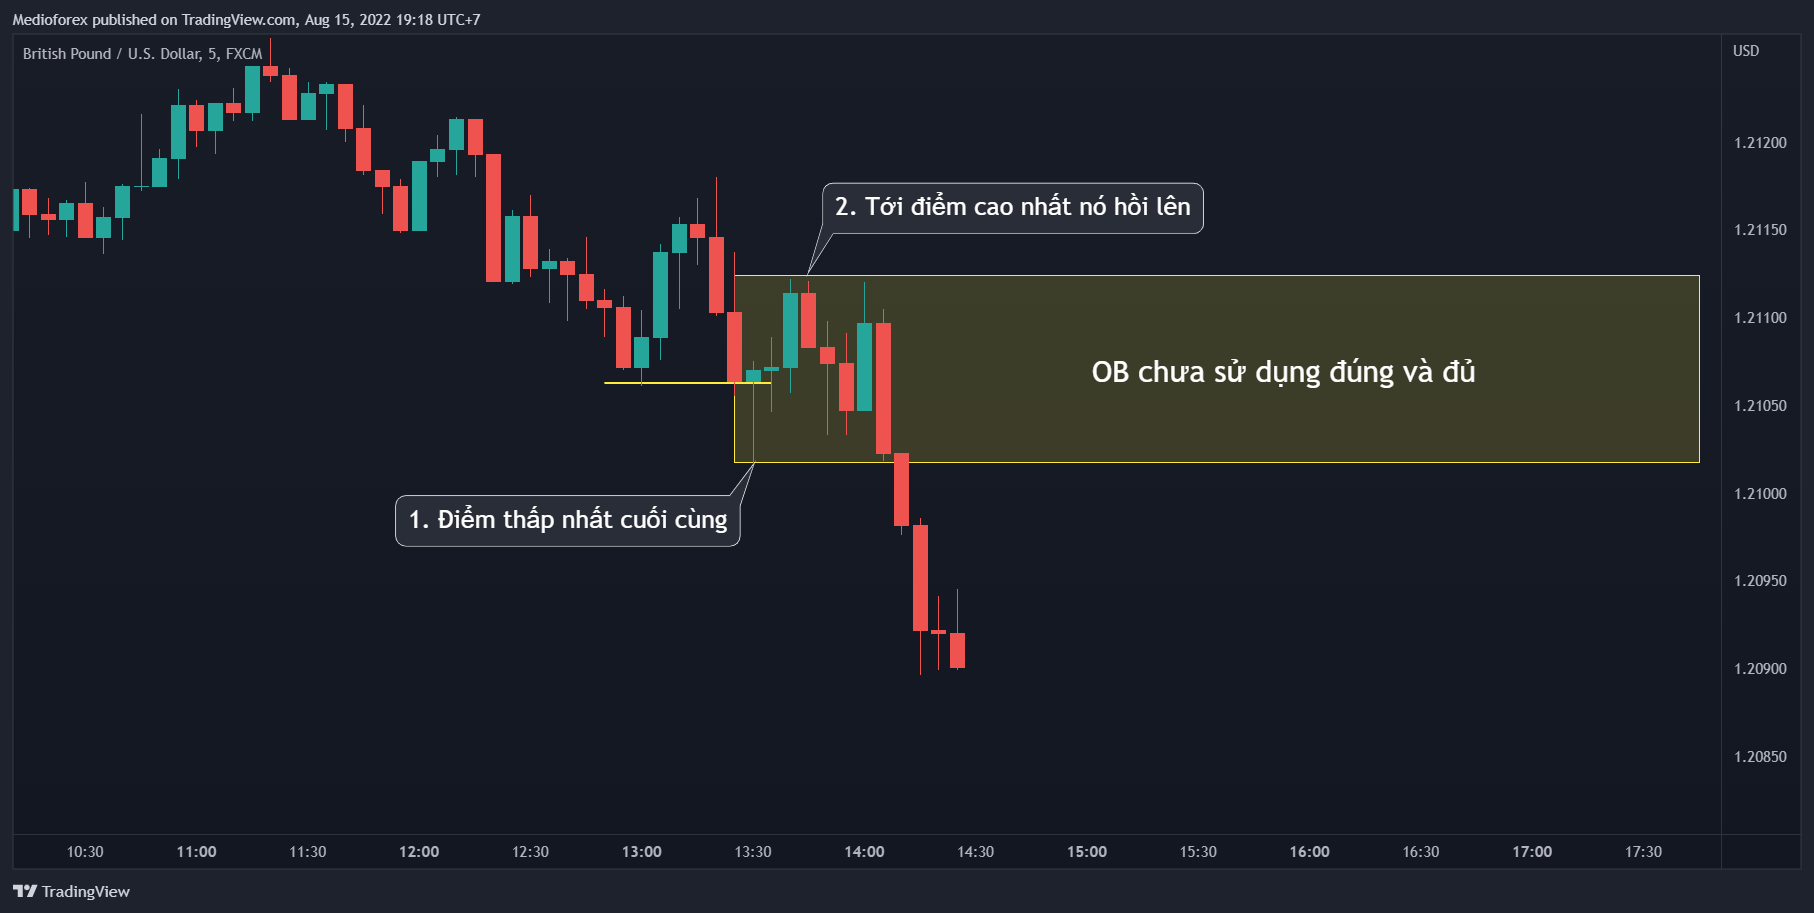 Medioforex published on TradingView.com, Aug 15, 2022 19:18 UTC+7
British Pound / U.S. Dollar, 5, FXCM
USD
1.21200
2. Tới điểm cao nhất nó hồi lên
1.21150
1.21100
OB chưa sử dụng đúng và đủ
1.21050
1.21000
1. Điểm thấp nhất cuối cùng
1.20950
1.20900
1.20850
10:30 11:00 11:30 12:00 12:30 13:00 13:30 14:00 14:30 15:00 15:30 16:00 16:30 17:00 17:30
TradingView